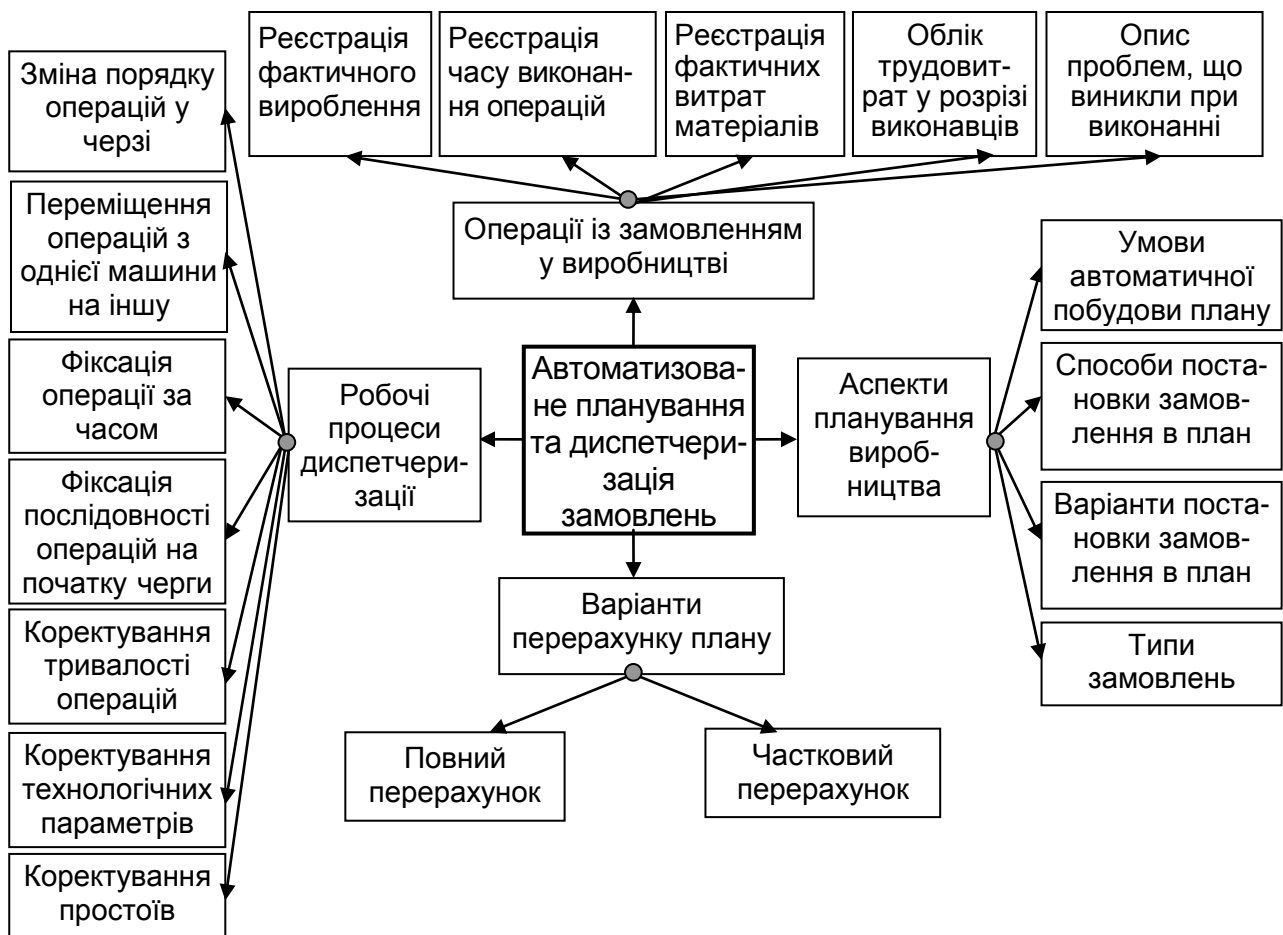 Зміна порядку
операцій у
черзі
Переміщення
операцій з
однієї машини
на іншу
Фіксація
операції за
часом
Фіксація
послідовності
операцій на
початку черги
Коректування
тривалості
операцій
Коректування
технологічних
параметрів
Коректування
простоїв
Реєстрація
фактичного
вироблення
Реєстрація
часу виконан-
ня операцій
Реєстрація
фактичних
витрат
матеріалів
Облік
трудовит-
рат у розрізі
виконавців
Опис
проблем, що
виникли при
виконанні
Операції із замовленням
у виробництві
Робочі
процеси
диспетчери-
зації
Автоматизова-
не планування
та диспетчери-
зація
замовлень
Аспекти
планування
вироб-
ництва
Умови
автоматичної
побудови плану
Способи поста-
новки замов-
лення в план
Варіанти поста-
новки замов-
лення в план
Типи
замовлень
Варіанти
перерахунку плану
Повний
перерахунок
Частковий
перерахунок